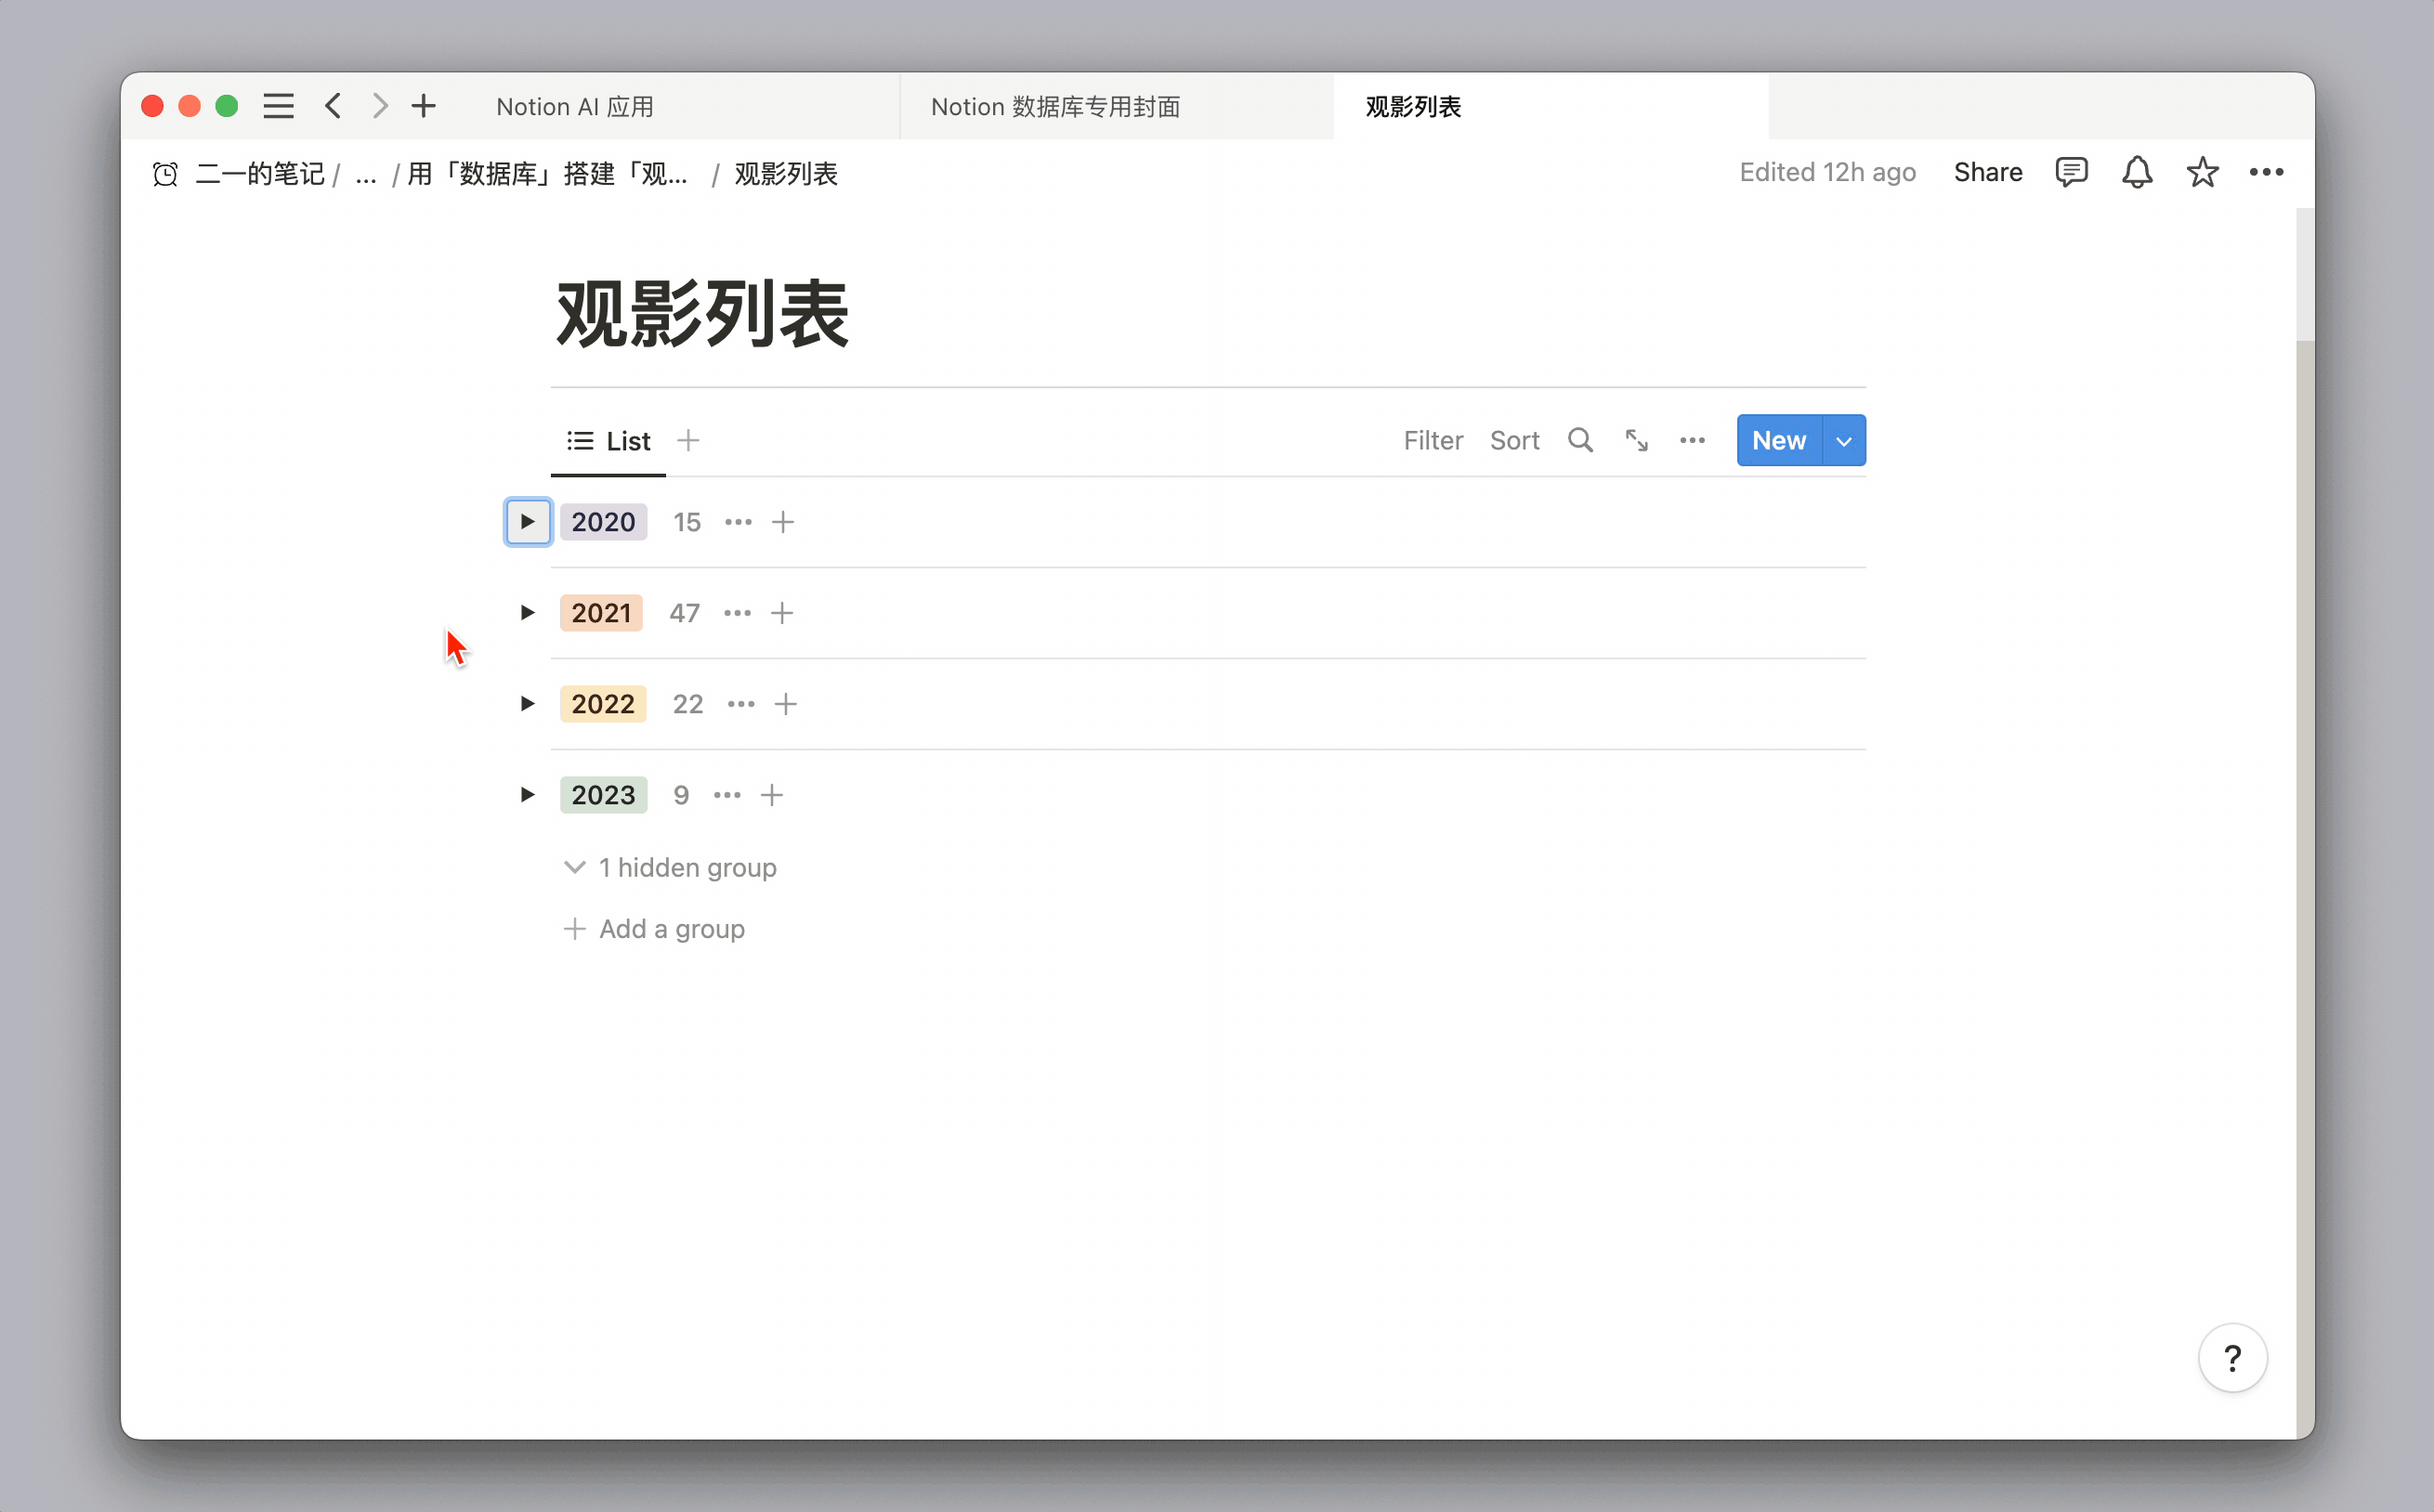 Notion AI 应用
Notion 数据库专用封面
观影列表
二一的笔记 / ... / 用「数据库」搭建「观... / 观影列表
Edited 12h ago
Share
观影列表
List
Filter
Sort
New
2020 15
2021 47
2022 22
2023 9
1 hidden group
Add a group
?